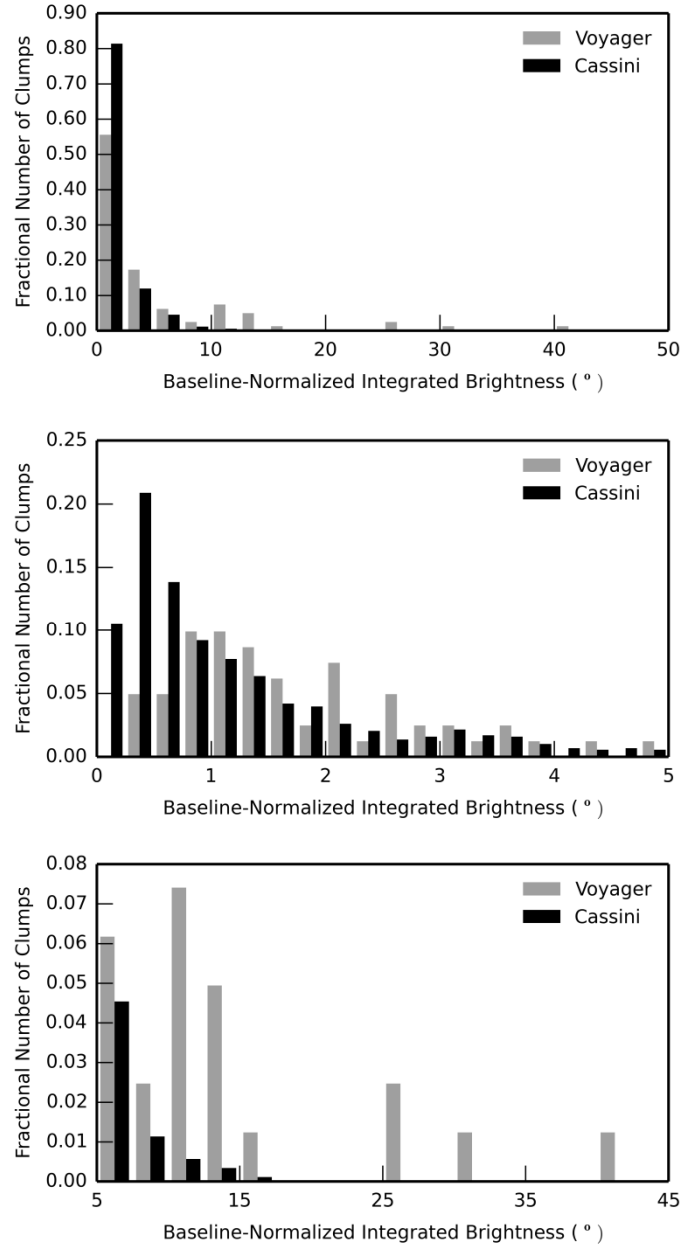 0.90
0.80
0.70
0.60
0.50
0.40
0.30
0.20
0.10
0.00
Fractional Number of Clumps
Voyager
Cassini
0 10 20 30 40 50
Baseline-Normalized Integrated Brightness ( º )
0.25
0.20
0.15
0.10
0.05
0.00
Fractional Number of Clumps
Voyager
Cassini
0 1 2 3 4 5
Baseline-Normalized Integrated Brightness ( º )
0.08
0.07
0.06
0.05
0.04
0.03
0.02
0.01
0.00
Fractional Number of Clumps
Voyager
Cassini
5 15 25 35 45
Baseline-Normalized Integrated Brightness ( º )